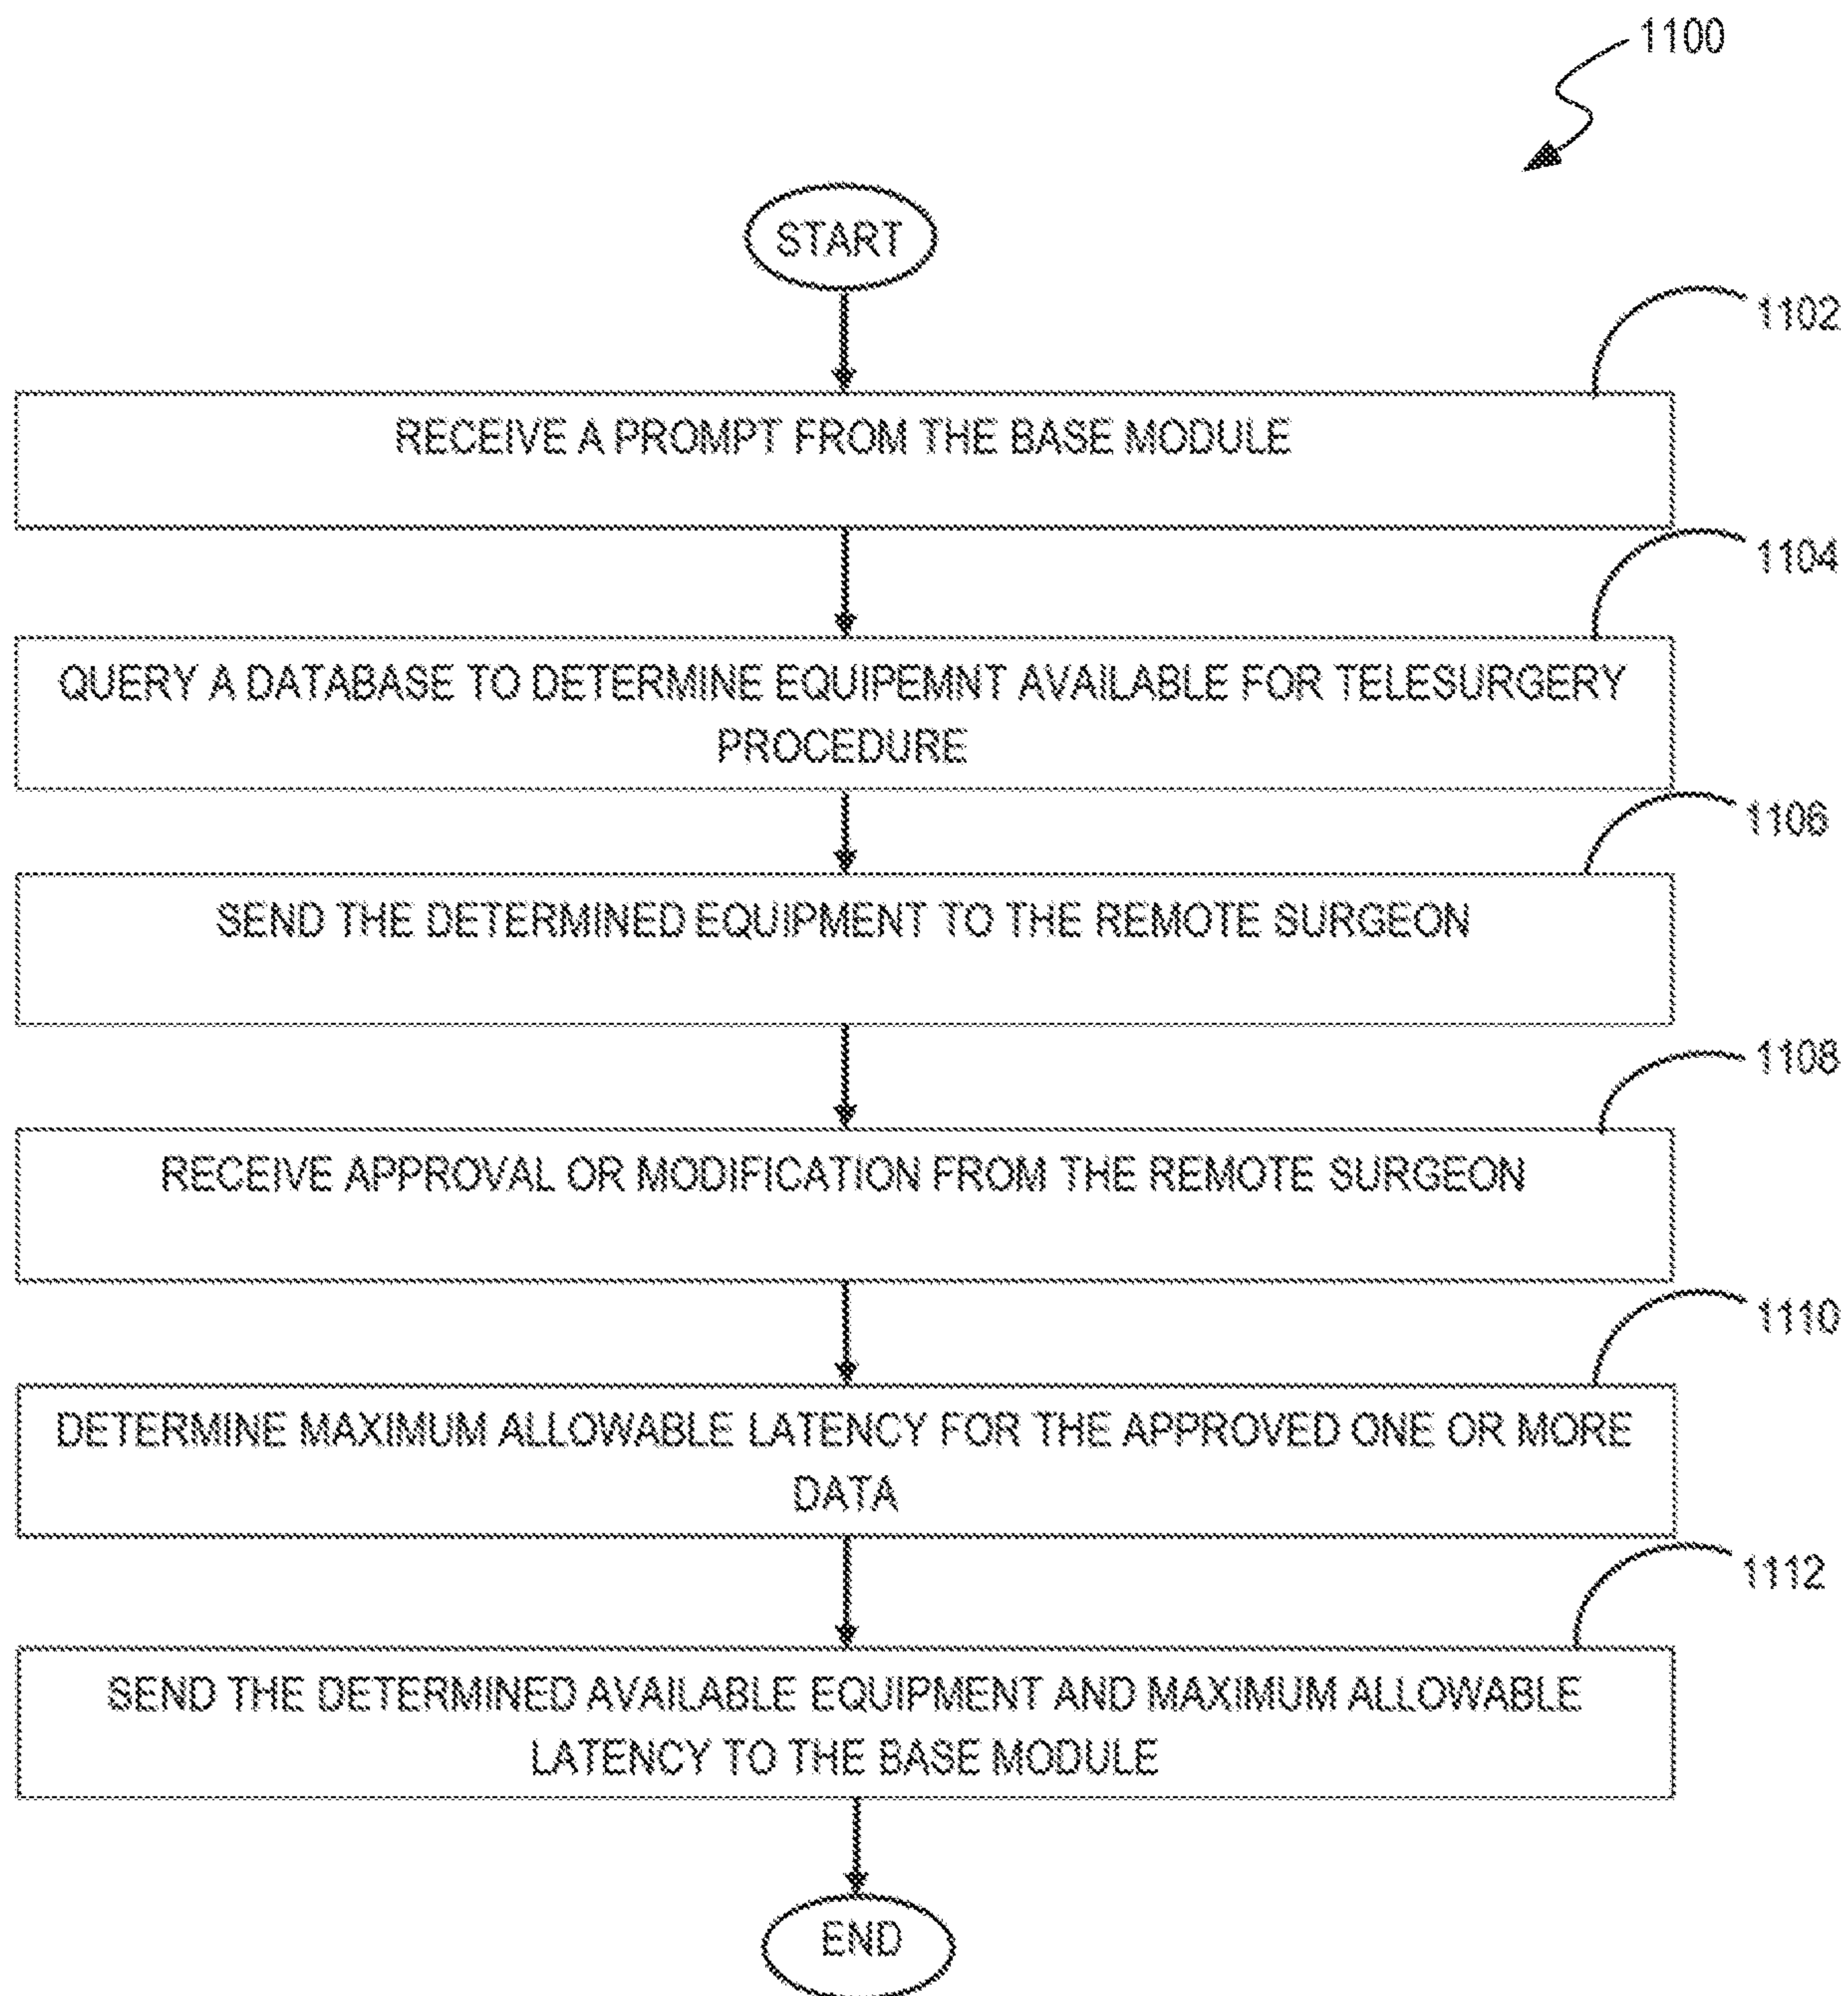 1100
START
1102
RECEIVE A PROMPT FROM THE BASE MODULE
1104
QUERY A DATABASE TO DETERMINE EQUIPEMNT AVAILABLE FOR TELESURGERY
PROCEDURE
1106
SEND THE DETERMINED EQUIPMENT TO THE REMOTE SURGEON
1108
RECEIVE APPROVAL OR MODIFICATION FROM THE REMOTE SURGEON
1110
DETERMINE MAXIMUM ALLOWABLE LATENCY FOR THE APPROVED ONE OR MORE
DATA
1112
SEND THE DETERMINED AVAILABLE EQUIPMENT AND MAXIMUM ALLOWABLE
LATENCY TO THE BASE MODULE
END